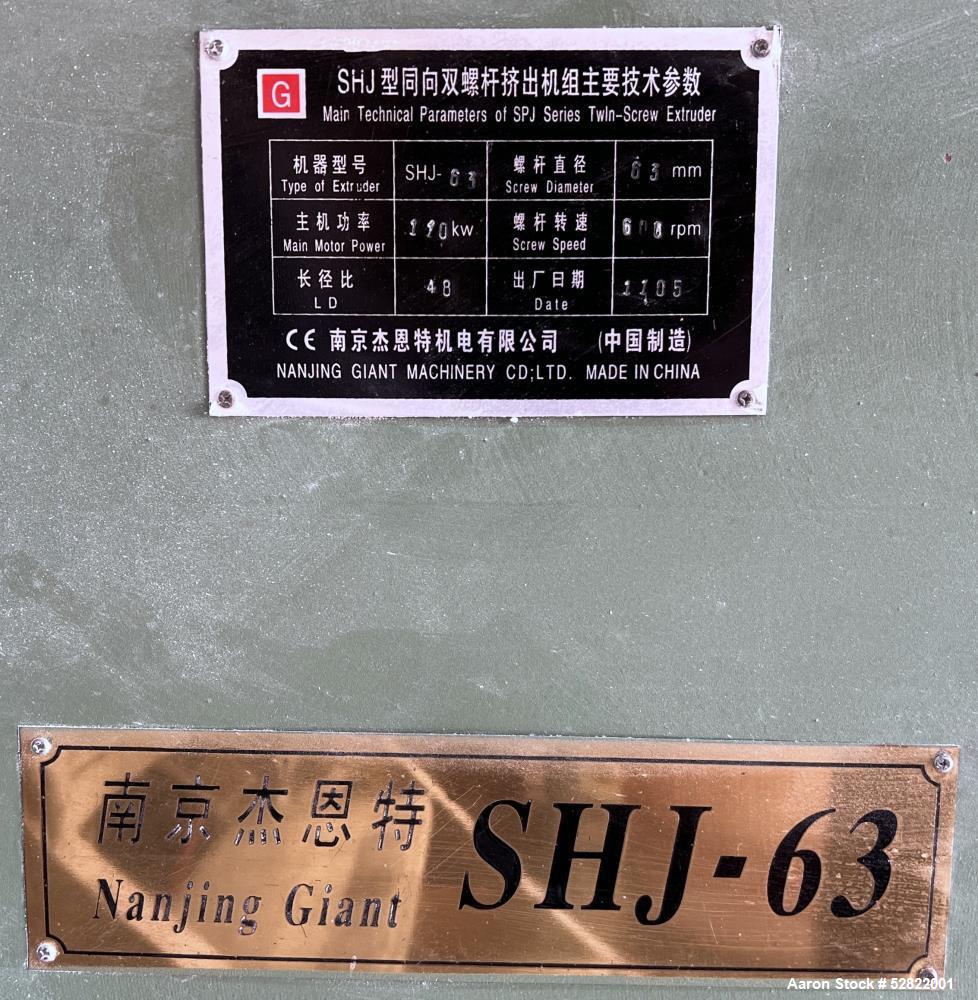 G
SHJ型同向双螺杆挤出机组主要技术参数
Main Technical Parameters of SPJ Series Twln-Screw Extruder
机器型号 SHJ-63 螺杆直径 63 mm
Type of Extruder Screw Diameter
主机功率 kw 螺杆转速 rpm
Main Motor Power Screw Speed
长径比 48 出厂日期 1105
L D Date
CE 南京杰恩特机电有限公司 (中国制造)
NANJING GIANT MACHINERY CD;LTD. MADE IN CHINA
南京杰恩特
Nanjing Giant
SHJ-63
Aaron Stock # 52822001